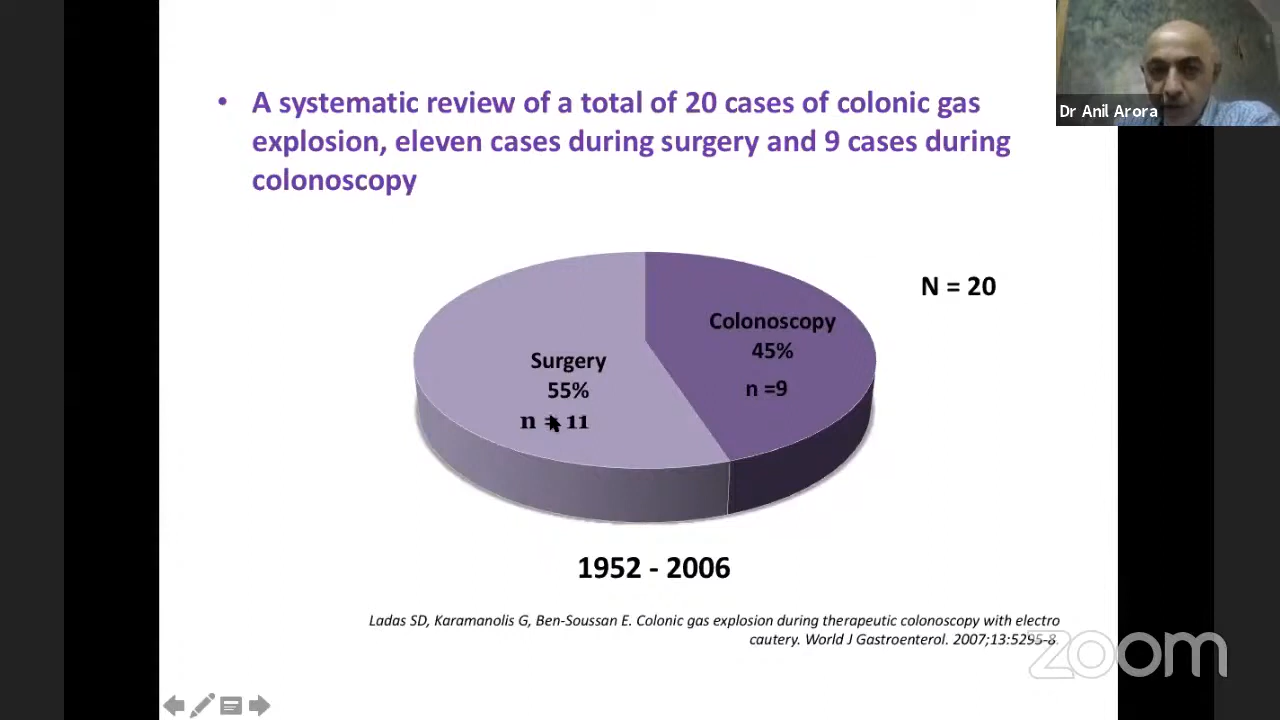 Dr Anil Arora
• A systematic review of a total of 20 cases of colonic gas
explosion, eleven cases during surgery and 9 cases during
colonoscopy
N = 20
Colonoscopy
45%
n =9
Surgery
55%
n = 11
1952 - 2006
Ladas SD, Karamanolis G, Ben-Soussan E. Colonic gas explosion during therapeutic colonoscopy with electro
cautery. World J Gastroenterol. 2007;13:5295-8.
zoom